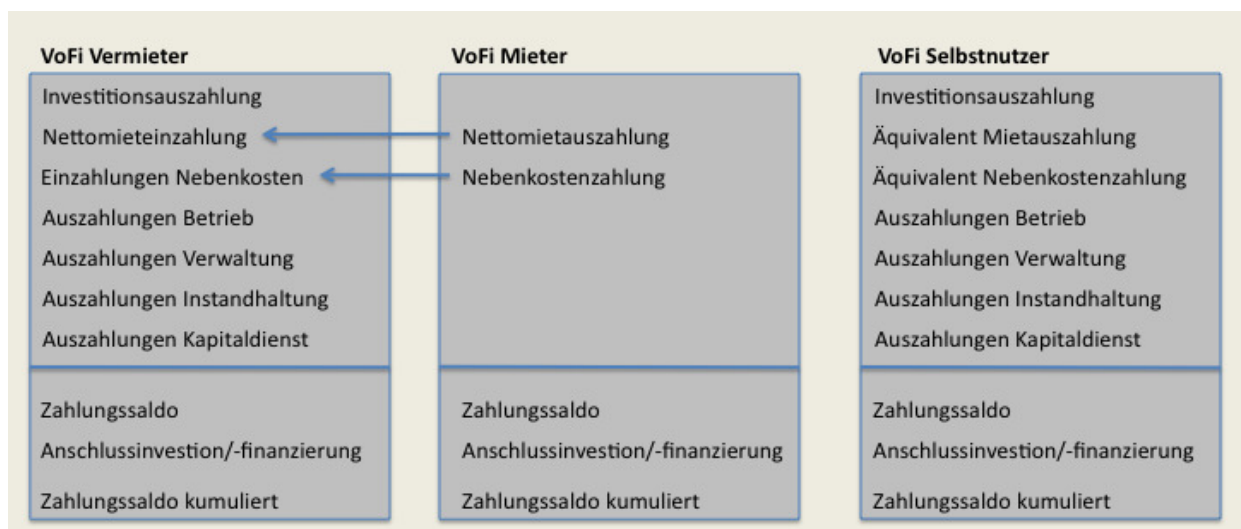 VoFi Vermieter
Investitionsauszahlung
Nettomieteinzahlung
Einzahlungen Nebenkosten
Auszahlungen Betrieb
Auszahlungen Verwaltung
Auszahlungen Instandhaltung
Auszahlungen Kapitaldienst
Zahlungssaldo
Anschlussinvestion/-finanzierung
Zahlungssaldo kumuliert
VoFi Mieter
Nettomietauszahlung
Nebenkostenzahlung
Zahlungssaldo
Anschlussinvestion/-finanzierung
Zahlungssaldo kumuliert
VoFi Selbstnutzer
Investitionsauszahlung
Äquivalent Mietauszahlung
Äquivalent Nebenkostenzahlung
Auszahlungen Betrieb
Auszahlungen Verwaltung
Auszahlungen Instandhaltung
Auszahlungen Kapitaldienst
Zahlungssaldo
Anschlussinvestion/-finanzierung
Zahlungssaldo kumuliert